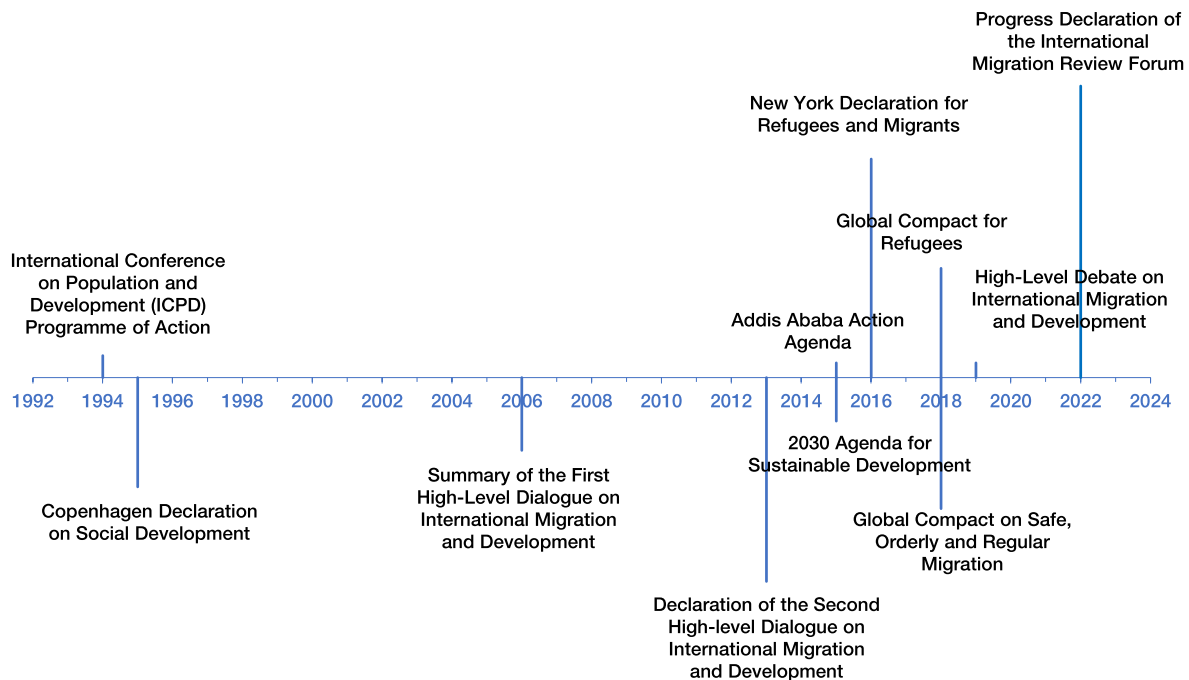 Progress Declaration of
the International
Migration Review Forum
New York Declaration for
Refugees and Migrants
Global Compact for
Refugees
International Conference
on Population and
Development (ICPD)
Programme of Action
High-Level Debate on
International Migration
and Development
Addis Ababa Action
Agenda
1992 1994 1996 1998 2000 2002 2004 2006 2008 2010 2012 2014 2016 2018 2020 2022 2024
2030 Agenda for
Sustainable Development
Summary of the First
High-Level Dialogue on
International Migration
and Development
Copenhagen Declaration
on Social Development
Global Compact on Safe,
Orderly and Regular
Migration
Declaration of the Second
High-level Dialogue on
International Migration
and Development